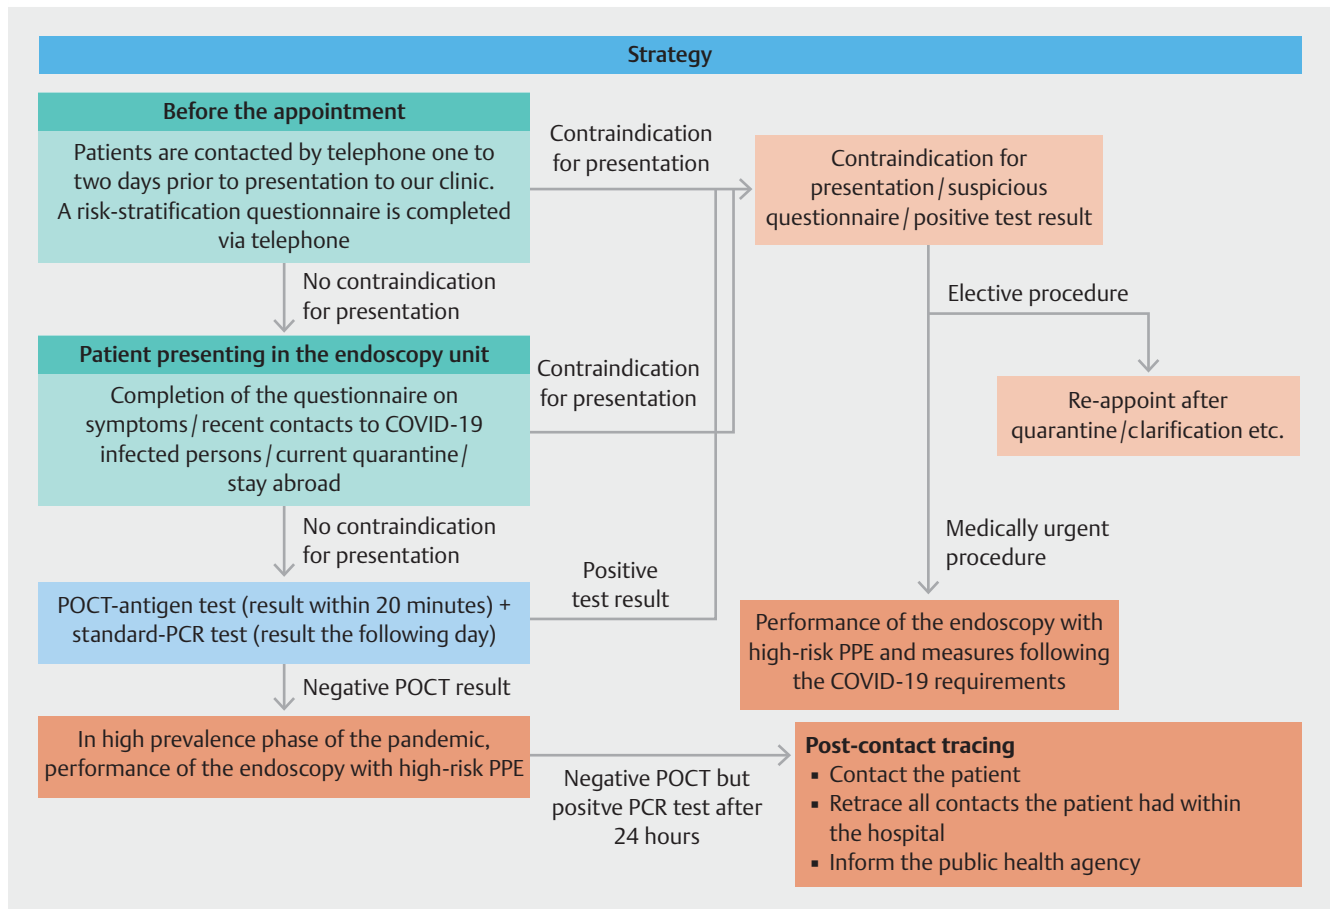 Strategy
Before the appointment
Patients are contacted by telephone one to
two days prior to presentation to our clinic.
A risk-stratification questionnaire is completed
via telephone
Contraindication
for presentation
Contraindication for
presentation / suspicious
questionnaire / positive test result
No contraindication
for presentation
Elective procedure
Patient presenting in the endoscopy unit
Completion of the questionnaire on
symptoms / recent contacts to COVID-19
infected persons / current quarantine /
stay abroad
Contraindication
for presentation
Re-appoint after
quarantine / clarification etc.
No contraindication
for presentation
Medically urgent
procedure
POCT-antigen test (result within 20 minutes) +
standard-PCR test (result the following day)
Positive
test result
Performance of the endoscopy with
high-risk PPE and measures following
the COVID-19 requirements
Negative POCT result
In high prevalence phase of the pandemic,
performance of the endoscopy with high-risk PPE
Negative POCT but
positve PCR test after
24 hours
Post-contact tracing
▪ Contact the patient
▪ Retrace all contacts the patient had within
the hospital
▪ Inform the public health agency